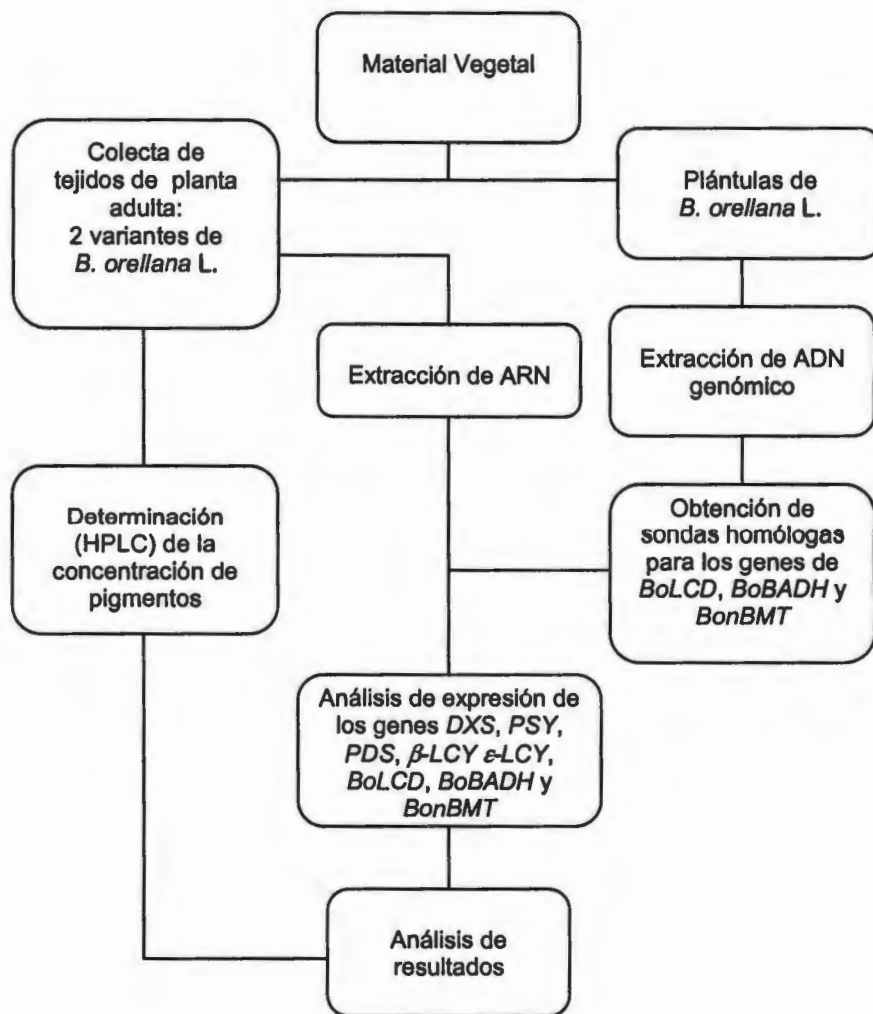 Material Vegetal
Colecta de
tejidos de planta
adulta:
2 variantes de
B. orellana L.
Plántulas de
B. orellana L.
Extracción de ARN
Extracción de ADN
genómico
Determinación
(HPLC) de la
concentración de
pigmentos
Obtención de
sondas homólogas
para los genes de
BoLCD, BoBADH y
BonBMT
Análisis de expresión de
los genes DXS, PSY,
PDS, β-LCY ε-LCY,
BoLCD, BoBADH y
BonBMT
Análisis de
resultados